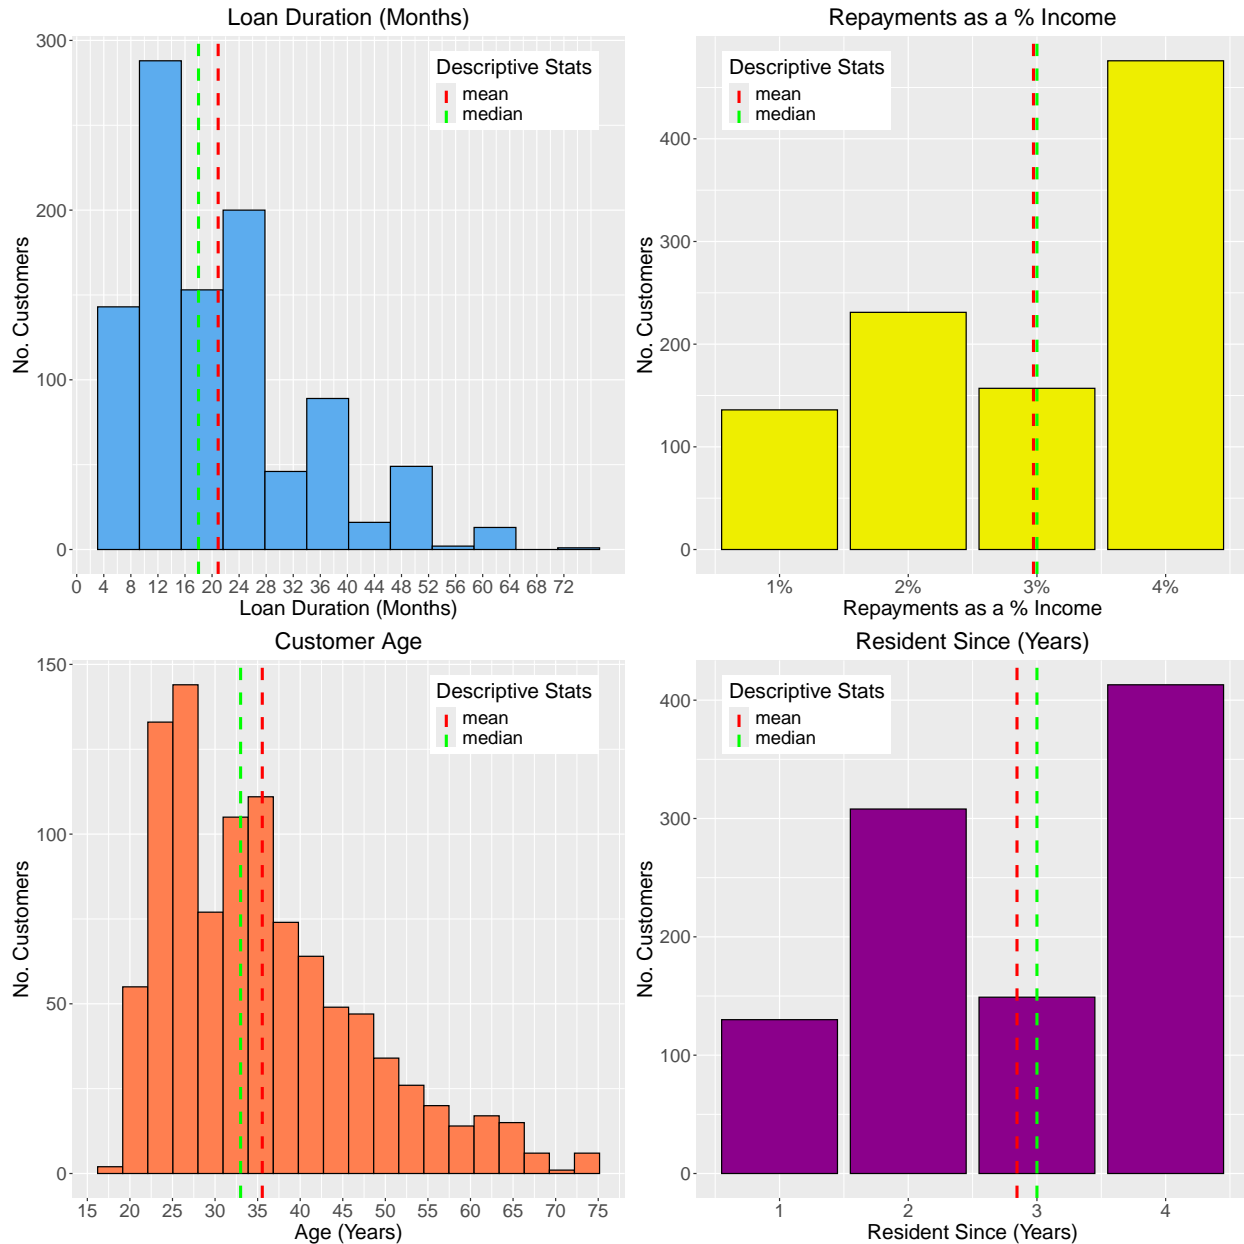 Loan Duration (Months)
No. Customers
300
200
100
0
Descriptive Stats
mean
median
0 4 8 12 16 20 24 28 32 36 40 44 48 52 56 60 64 68 72
Loan Duration (Months)
Repayments as a % Income
No. Customers
400
300
200
100
0
Descriptive Stats
mean
median
1% 2% 3% 4%
Repayments as a % Income
Customer Age
No. Customers
150
100
50
0
Descriptive Stats
mean
median
15 20 25 30 35 40 45 50 55 60 65 70 75
Age (Years)
Resident Since (Years)
No. Customers
400
300
200
100
0
Descriptive Stats
mean
median
1 2 3 4
Resident Since (Years)